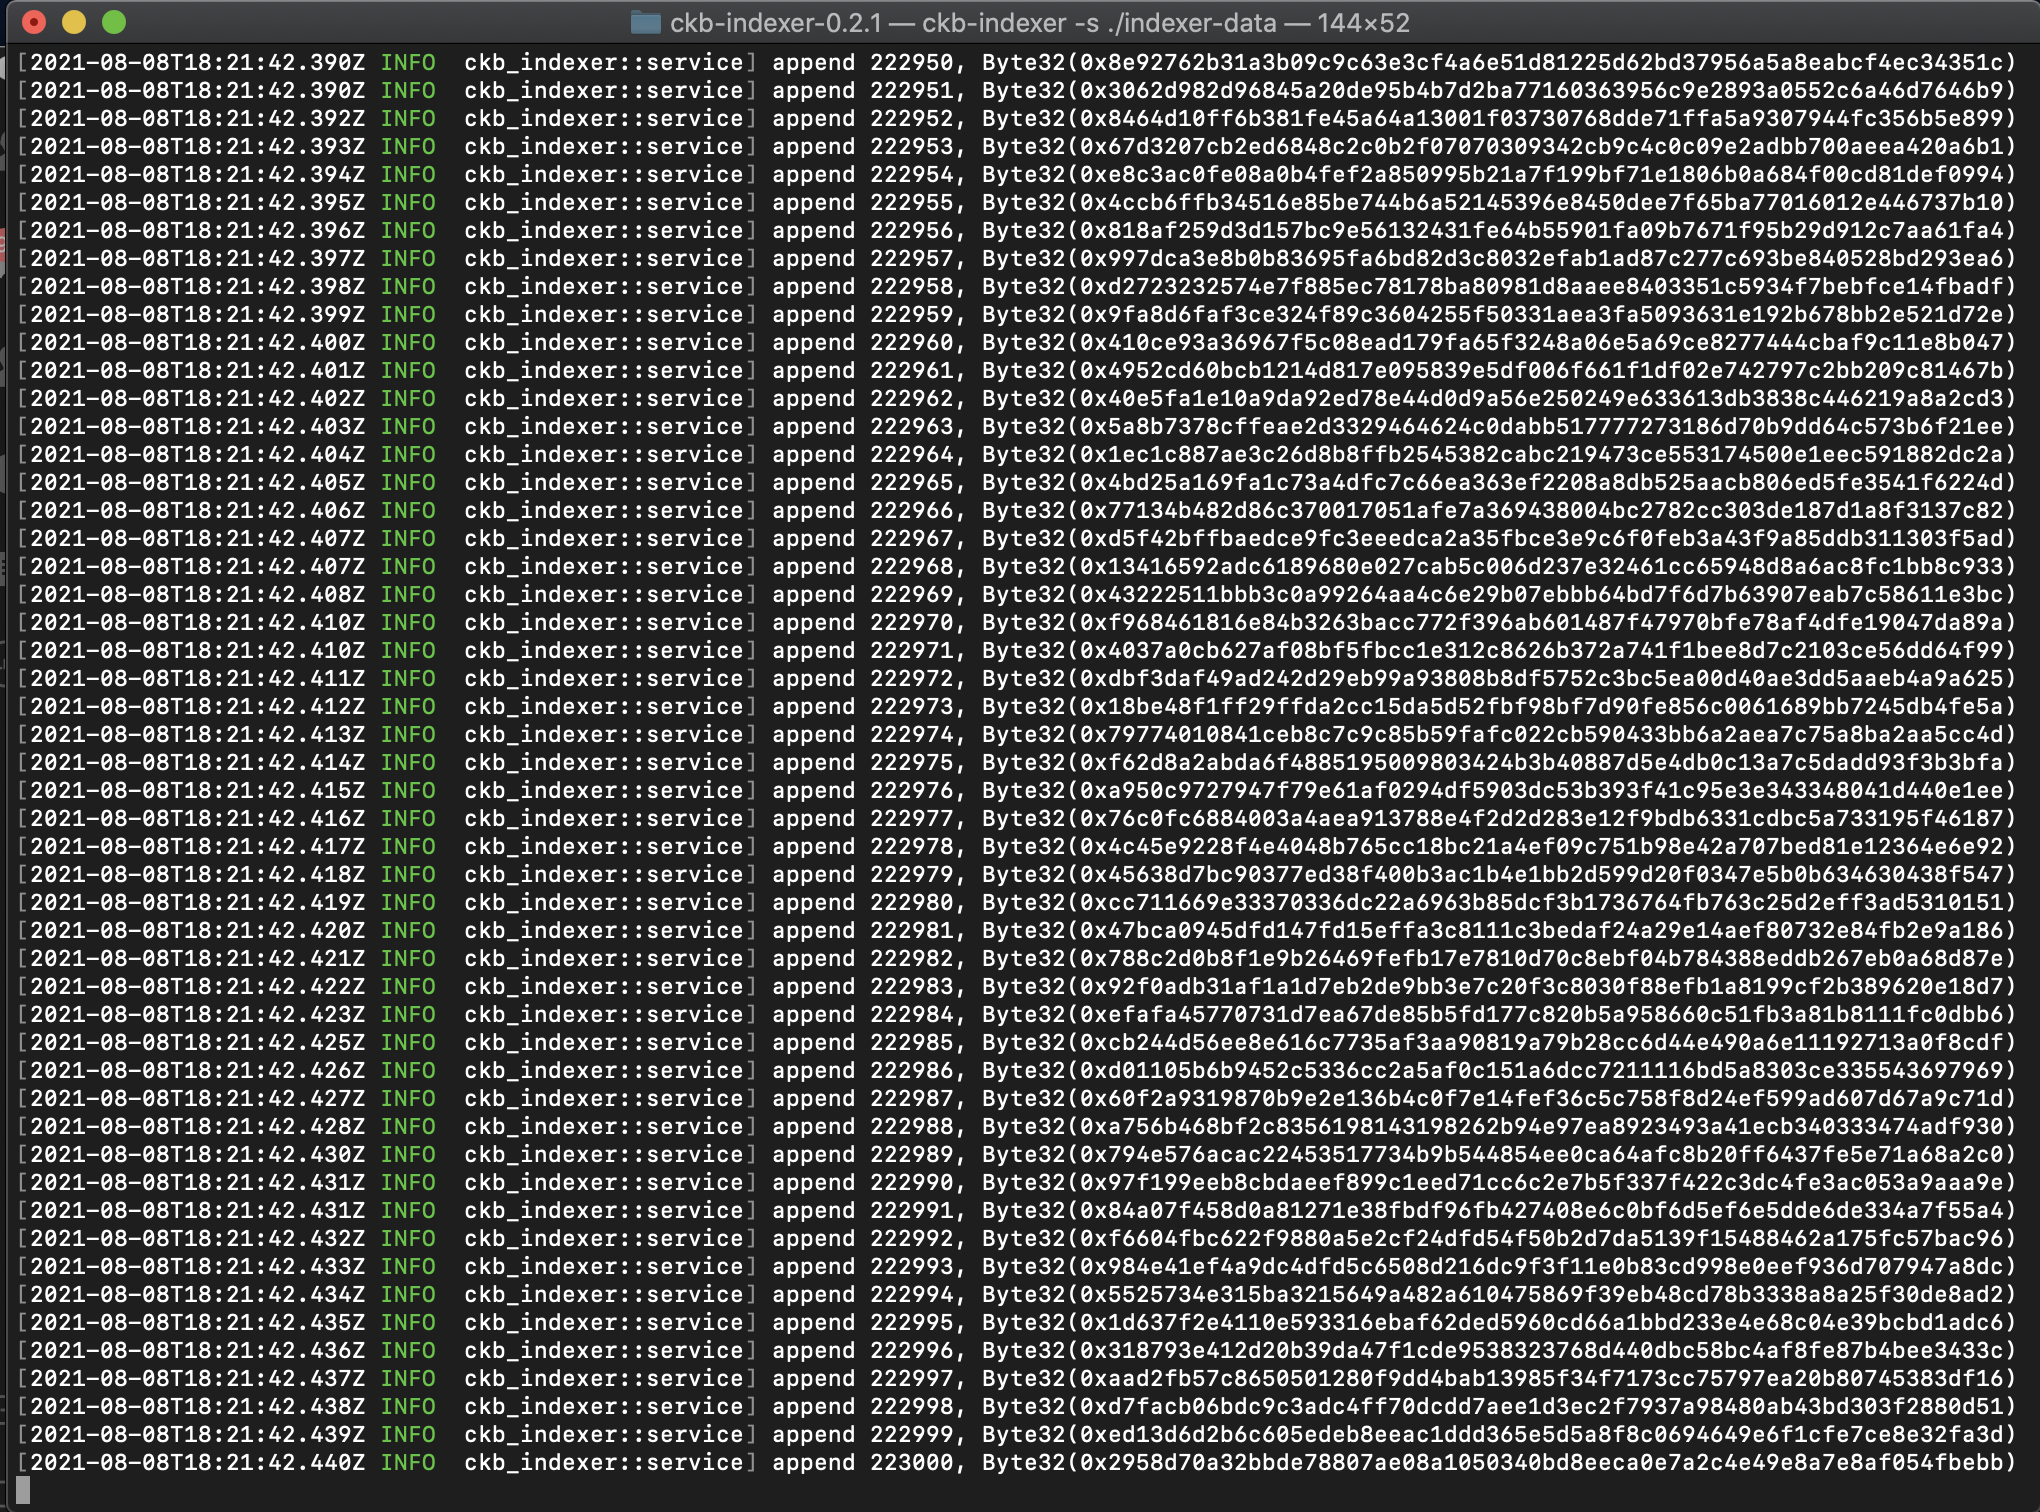 ckb-indexer-0.2.1 — ckb-indexer -s ./indexer-data — 144×52
[2021-08-08T18:21:42.390Z INFO  ckb_indexer::service] append 222950, Byte32(0x8e92762b31a3b09c9c63e3cf4a6e51d81225d62bd37956a5a8eabcf4ec34351c)
[2021-08-08T18:21:42.390Z INFO  ckb_indexer::service] append 222951, Byte32(0x3062d982d96845a20de95b4b7d2ba77160363956c9e2893a0552c6a46d7646b9)
[2021-08-08T18:21:42.392Z INFO  ckb_indexer::service] append 222952, Byte32(0x8464d10ff6b381fe45a64a13001f03730768dde71ffa5a9307944fc356b5e899)
[2021-08-08T18:21:42.393Z INFO  ckb_indexer::service] append 222953, Byte32(0x67d3207cb2ed6848c2c0b2f07070309342cb9c4c0c09e2adbb700aeea420a6b1)
[2021-08-08T18:21:42.394Z INFO  ckb_indexer::service] append 222954, Byte32(0xe8c3ac0fe08a0b4fef2a850995b21a7f199bf71e1806b0a684f00cd81def0994)
[2021-08-08T18:21:42.395Z INFO  ckb_indexer::service] append 222955, Byte32(0x4ccb6ffb34516e85be744b6a52145396e8450dee7f65ba77016012e446737b10)
[2021-08-08T18:21:42.396Z INFO  ckb_indexer::service] append 222956, Byte32(0x818af259d3d157bc9e56132431fe64b55901fa09b7671f95b29d912c7aa61fa4)
[2021-08-08T18:21:42.397Z INFO  ckb_indexer::service] append 222957, Byte32(0x997dca3e8b0b83695fa6bd82d3c8032efab1ad87c277c693be840528bd293ea6)
[2021-08-08T18:21:42.398Z INFO  ckb_indexer::service] append 222958, Byte32(0xd2723232574e7f885ec78178ba80981d8aaee8403351c5934f7bebfce14fbadf)
[2021-08-08T18:21:42.399Z INFO  ckb_indexer::service] append 222959, Byte32(0x9fa8d6faf3ce324f89c3604255f50331aea3fa5093631e192b678bb2e521d72e)
[2021-08-08T18:21:42.400Z INFO  ckb_indexer::service] append 222960, Byte32(0x410ce93a36967f5c08ead179fa65f3248a06e5a69ce8277444cbaf9c11e8b047)
[2021-08-08T18:21:42.401Z INFO  ckb_indexer::service] append 222961, Byte32(0x4952cd60bcb1214d817e095839e5df006f661f1df02e742797c2bb209c81467b)
[2021-08-08T18:21:42.402Z INFO  ckb_indexer::service] append 222962, Byte32(0x40e5fa1e10a9da92ed78e44d0d9a56e250249e633613db3838c446219a8a2cd3)
[2021-08-08T18:21:42.403Z INFO  ckb_indexer::service] append 222963, Byte32(0x5a8b7378cffeae2d3329464624c0dabb517777273186d70b9dd64c573b6f21ee)
[2021-08-08T18:21:42.404Z INFO  ckb_indexer::service] append 222964, Byte32(0x1ec1c887ae3c26d8b8ffb2545382cabc219473ce553174500e1eec591882dc2a)
[2021-08-08T18:21:42.405Z INFO  ckb_indexer::service] append 222965, Byte32(0x4bd25a169fa1c73a4dfc7c66ea363ef2208a8db525aacb806ed5fe3541f6224d)
[2021-08-08T18:21:42.406Z INFO  ckb_indexer::service] append 222966, Byte32(0x77134b482d86c370017051afe7a369438004bc2782cc303de187d1a8f3137c82)
[2021-08-08T18:21:42.407Z INFO  ckb_indexer::service] append 222967, Byte32(0xd5f42bffbaedce9fc3eeedca2a35fbce3e9c6f0feb3a43f9a85ddb311303f5ad)
[2021-08-08T18:21:42.407Z INFO  ckb_indexer::service] append 222968, Byte32(0x13416592adc6189680e027cab5c006d237e32461cc65948d8a6ac8fc1bb8c933)
[2021-08-08T18:21:42.408Z INFO  ckb_indexer::service] append 222969, Byte32(0x43222511bbb3c0a99264aa4c6e29b07ebbb64bd7f6d7b63907eab7c58611e3bc)
[2021-08-08T18:21:42.410Z INFO  ckb_indexer::service] append 222970, Byte32(0xf968461816e84b3263bacc772f396ab601487f47970bfe78af4dfe19047da89a)
[2021-08-08T18:21:42.410Z INFO  ckb_indexer::service] append 222971, Byte32(0x4037a0cb627af08bf5fbcc1e312c8626b372a741f1bee8d7c2103ce56dd64f99)
[2021-08-08T18:21:42.411Z INFO  ckb_indexer::service] append 222972, Byte32(0xdbf3daf49ad242d29eb99a93808b8df5752c3bc5ea00d40ae3dd5aaeb4a9a625)
[2021-08-08T18:21:42.412Z INFO  ckb_indexer::service] append 222973, Byte32(0x18be48f1ff29ffda2cc15da5d52fbf98bf7d90fe856c0061689bb7245db4fe5a)
[2021-08-08T18:21:42.413Z INFO  ckb_indexer::service] append 222974, Byte32(0x79774010841ceb8c7c9c85b59fafc022cb590433bb6a2aea7c75a8ba2aa5cc4d)
[2021-08-08T18:21:42.414Z INFO  ckb_indexer::service] append 222975, Byte32(0xf62d8a2abda6f4885195009803424b3b40887d5e4db0c13a7c5dadd93f3b3bfa)
[2021-08-08T18:21:42.415Z INFO  ckb_indexer::service] append 222976, Byte32(0xa950c9727947f79e61af0294df5903dc53b393f41c95e3e343348041d440e1ee)
[2021-08-08T18:21:42.416Z INFO  ckb_indexer::service] append 222977, Byte32(0x76c0fc6884003a4aea913788e4f2d2d283e12f9bdb6331cdbc5a733195f46187)
[2021-08-08T18:21:42.417Z INFO  ckb_indexer::service] append 222978, Byte32(0x4c45e9228f4e4048b765cc18bc21a4ef09c751b98e42a707bed81e12364e6e92)
[2021-08-08T18:21:42.418Z INFO  ckb_indexer::service] append 222979, Byte32(0x45638d7bc90377ed38f400b3ac1b4e1bb2d599d20f0347e5b0b634630438f547)
[2021-08-08T18:21:42.419Z INFO  ckb_indexer::service] append 222980, Byte32(0xcc711669e33370336dc22a6963b85dcf3b1736764fb763c25d2eff3ad5310151)
[2021-08-08T18:21:42.420Z INFO  ckb_indexer::service] append 222981, Byte32(0x47bca0945dfd147fd15effa3c8111c3bedaf24a29e14aef80732e84fb2e9a186)
[2021-08-08T18:21:42.421Z INFO  ckb_indexer::service] append 222982, Byte32(0x788c2d0b8f1e9b26469fefb17e7810d70c8ebf04b784388eddb267eb0a68d87e)
[2021-08-08T18:21:42.422Z INFO  ckb_indexer::service] append 222983, Byte32(0x92f0adb31af1a1d7eb2de9bb3e7c20f3c8030f88efb1a8199cf2b389620e18d7)
[2021-08-08T18:21:42.423Z INFO  ckb_indexer::service] append 222984, Byte32(0xefafa45770731d7ea67de85b5fd177c820b5a958660c51fb3a81b8111fc0dbb6)
[2021-08-08T18:21:42.425Z INFO  ckb_indexer::service] append 222985, Byte32(0xcb244d56ee8e616c7735af3aa90819a79b28cc6d44e490a6e11192713a0f8cdf)
[2021-08-08T18:21:42.426Z INFO  ckb_indexer::service] append 222986, Byte32(0xd01105b6b9452c5336cc2a5af0c151a6dcc7211116bd5a8303ce335543697969)
[2021-08-08T18:21:42.427Z INFO  ckb_indexer::service] append 222987, Byte32(0x60f2a9319870b9e2e136b4c0f7e14fef36c5c758f8d24ef599ad607d67a9c71d)
[2021-08-08T18:21:42.428Z INFO  ckb_indexer::service] append 222988, Byte32(0xa756b468bf2c8356198143198262b94e97ea8923493a41ecb340333474adf930)
[2021-08-08T18:21:42.430Z INFO  ckb_indexer::service] append 222989, Byte32(0x794e576acac22453517734b9b544854ee0ca64afc8b20ff6437fe5e71a68a2c0)
[2021-08-08T18:21:42.431Z INFO  ckb_indexer::service] append 222990, Byte32(0x97f199eeb8cbdaeef899c1eed71cc6c2e7b5f337f422c3dc4fe3ac053a9aaa9e)
[2021-08-08T18:21:42.431Z INFO  ckb_indexer::service] append 222991, Byte32(0x84a07f458d0a81271e38fbdf96fb427408e6c0bf6d5ef6e5dde6de334a7f55a4)
[2021-08-08T18:21:42.432Z INFO  ckb_indexer::service] append 222992, Byte32(0xf6604fbc622f9880a5e2cf24dfd54f50b2d7da5139f15488462a175fc57bac96)
[2021-08-08T18:21:42.433Z INFO  ckb_indexer::service] append 222993, Byte32(0x984e41ef4a9dc4dfd5c6508d216dc9f3f11e0b83cd998e0eef936d707947a8dc)
[2021-08-08T18:21:42.434Z INFO  ckb_indexer::service] append 222994, Byte32(0x5525734e315ba3215649a482a610475869f39eb48cd78b3338a8a25f30de8ad2)
[2021-08-08T18:21:42.435Z INFO  ckb_indexer::service] append 222995, Byte32(0x1d637f2e4110e593316ebaf62ded5960cd66a1bbd233e4e68c04e39bcbd1adc6)
[2021-08-08T18:21:42.436Z INFO  ckb_indexer::service] append 222996, Byte32(0x318793e412d20b39da47f1cde9538323768d440dbc58bc4af8fe87b4bee3433c)
[2021-08-08T18:21:42.437Z INFO  ckb_indexer::service] append 222997, Byte32(0xaad2fb57c8650501280f9dd4bab13985f34f7173cc75797ea20b80745383df16)
[2021-08-08T18:21:42.438Z INFO  ckb_indexer::service] append 222998, Byte32(0xd7facb06bdc9c3adc4ff70dcdd7aee1d3ec2f7937a98480ab43bd303f2880d51)
[2021-08-08T18:21:42.439Z INFO  ckb_indexer::service] append 222999, Byte32(0xed13d6d2b6c605edeb8eeac1ddd365e5d5a8f8c0694649e6f1cfe7ce8e32fa3d)
[2021-08-08T18:21:42.440Z INFO  ckb_indexer::service] append 223000, Byte32(0x2958d70a32bbde78807ae08a1050340bd8eeca0e7a2c4e49e8a7e8af054fbebb)